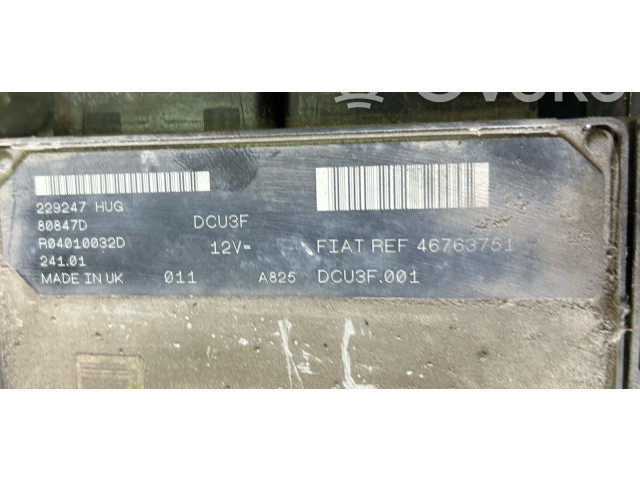 229247 HUG
80847D DCU3F
R04010032D 12V= FIAT REF 46763751
241.01
MADE IN UK 011 A825 DCU3F.001